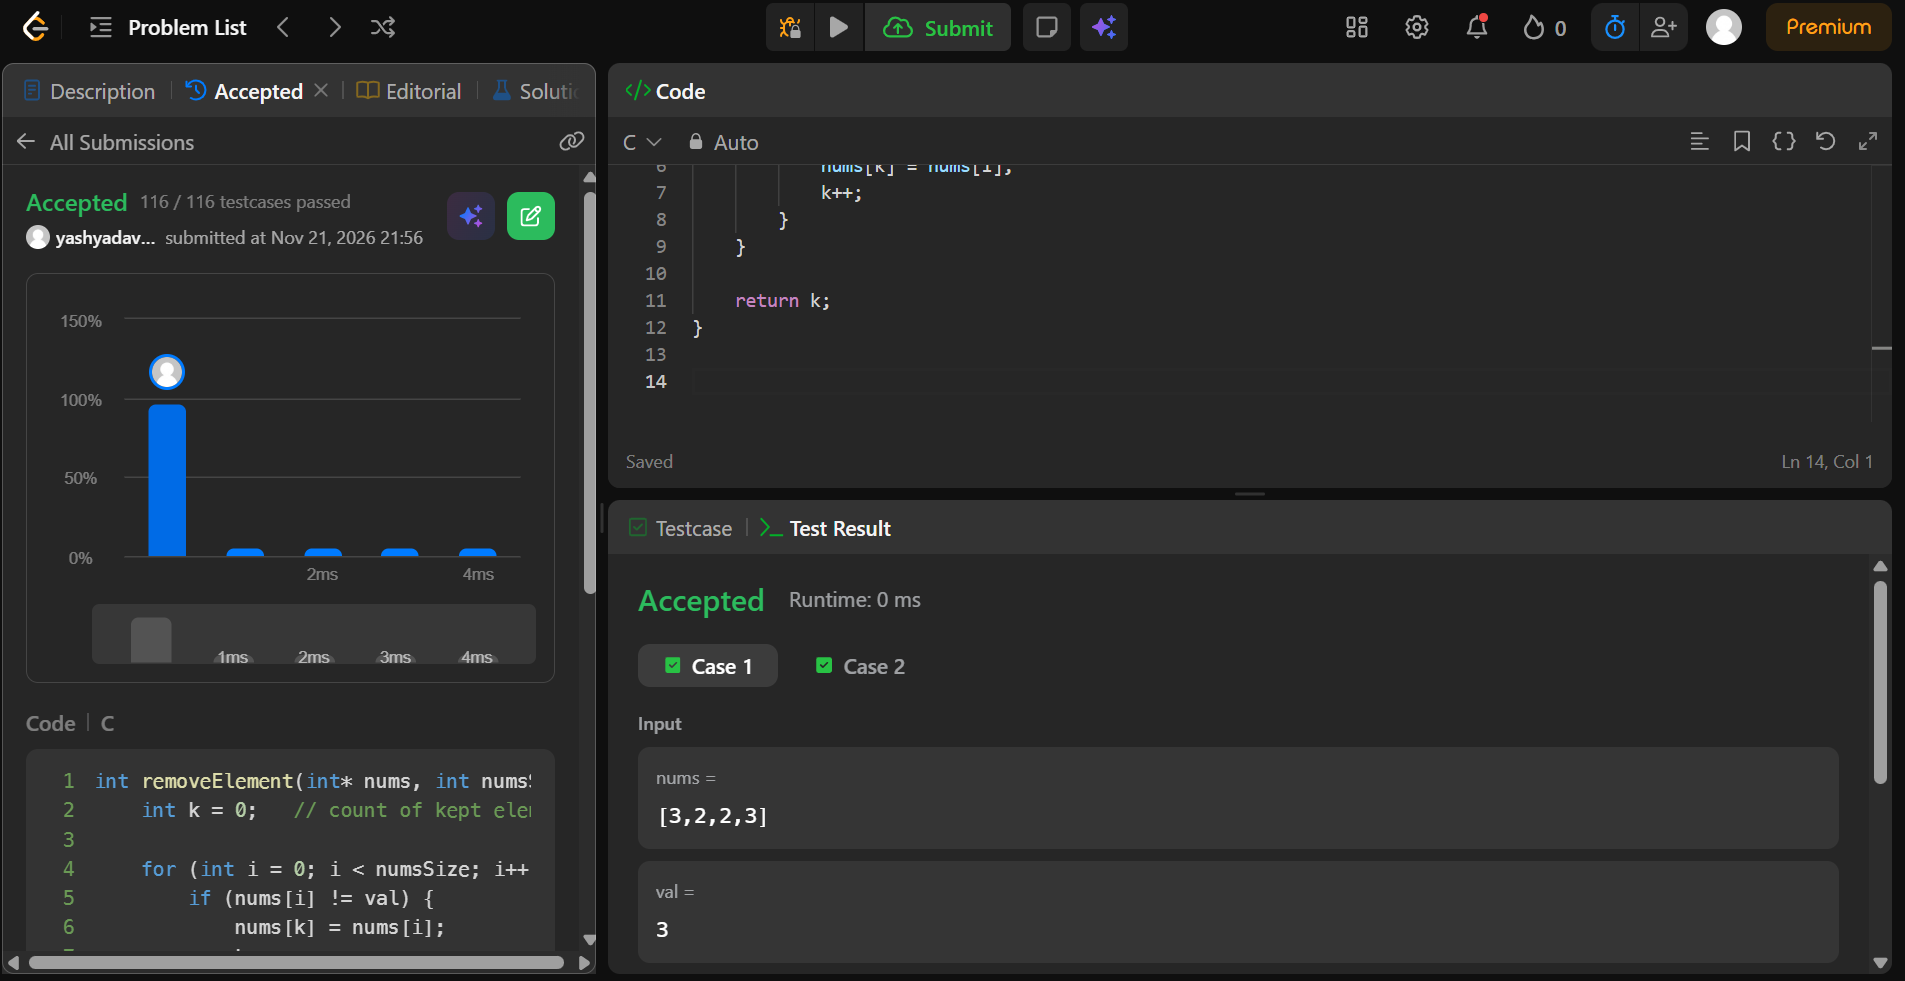 Problem List
Submit
0
Premium
Description
Accepted
Editorial
Soluti
All Submissions
Accepted 116 / 116 testcases passed
yashyadav... submitted at Nov 21, 2026 21:56
150%
100%
50%
0%
2ms 4ms
1ms 2ms 3ms 4ms
Code C
1 int removeElement(int* nums, int nums
2 int k = 0; // count of kept ele
3
4 for (int i = 0; i < numsSize; i++
5 if (nums[i] != val) {
6 nums[k] = nums[i];
</> Code
C Auto
6 nums[k] = nums[i];
7 k++;
8 }
9 }
10
11 return k;
12 }
13
14
Saved
Ln 14, Col 1
Testcase
Test Result
Accepted Runtime: 0 ms
Case 1 Case 2
Input
nums =
[3,2,2,3]
val =
3